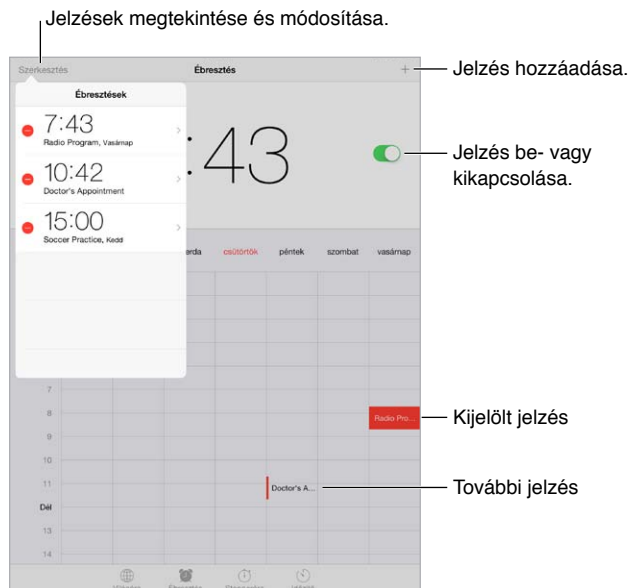 Jelzések megtekintése és módosítása.
Szerkesztés
Ébresztés
+
Jelzés hozzáadása.
Ébresztések
7:43
Radio Program, Vasárnap
:43
Jelzés be- vagy
kikapcsolása.
10:42
Doctor's Appointment
15:00
Soccer Practice, Kedd
erda csütörtök péntek szombat vasárnap
7
8
Radio Pro...
Kijelölt jelzés
9
10
11
Doctor's A...
További jelzés
Dél
13
14